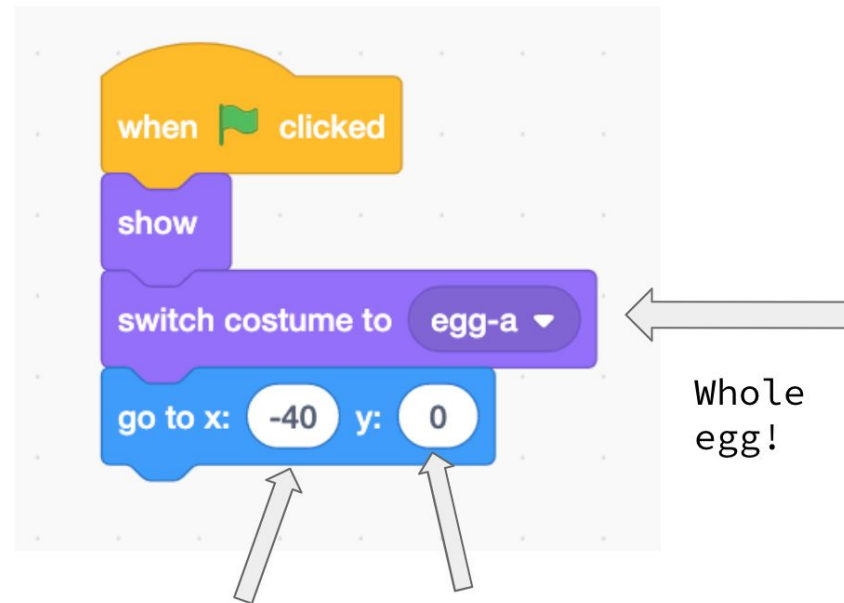 when clicked
show
switch costume to egg-a
go to x: -40 y: 0
Whole
egg!